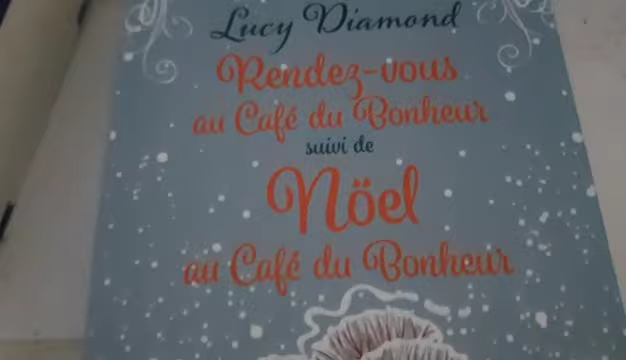 Lucy Diamond
Rendez-vous
au Café du Bonheur
suivi de
Nöel
au Café du Bonheur